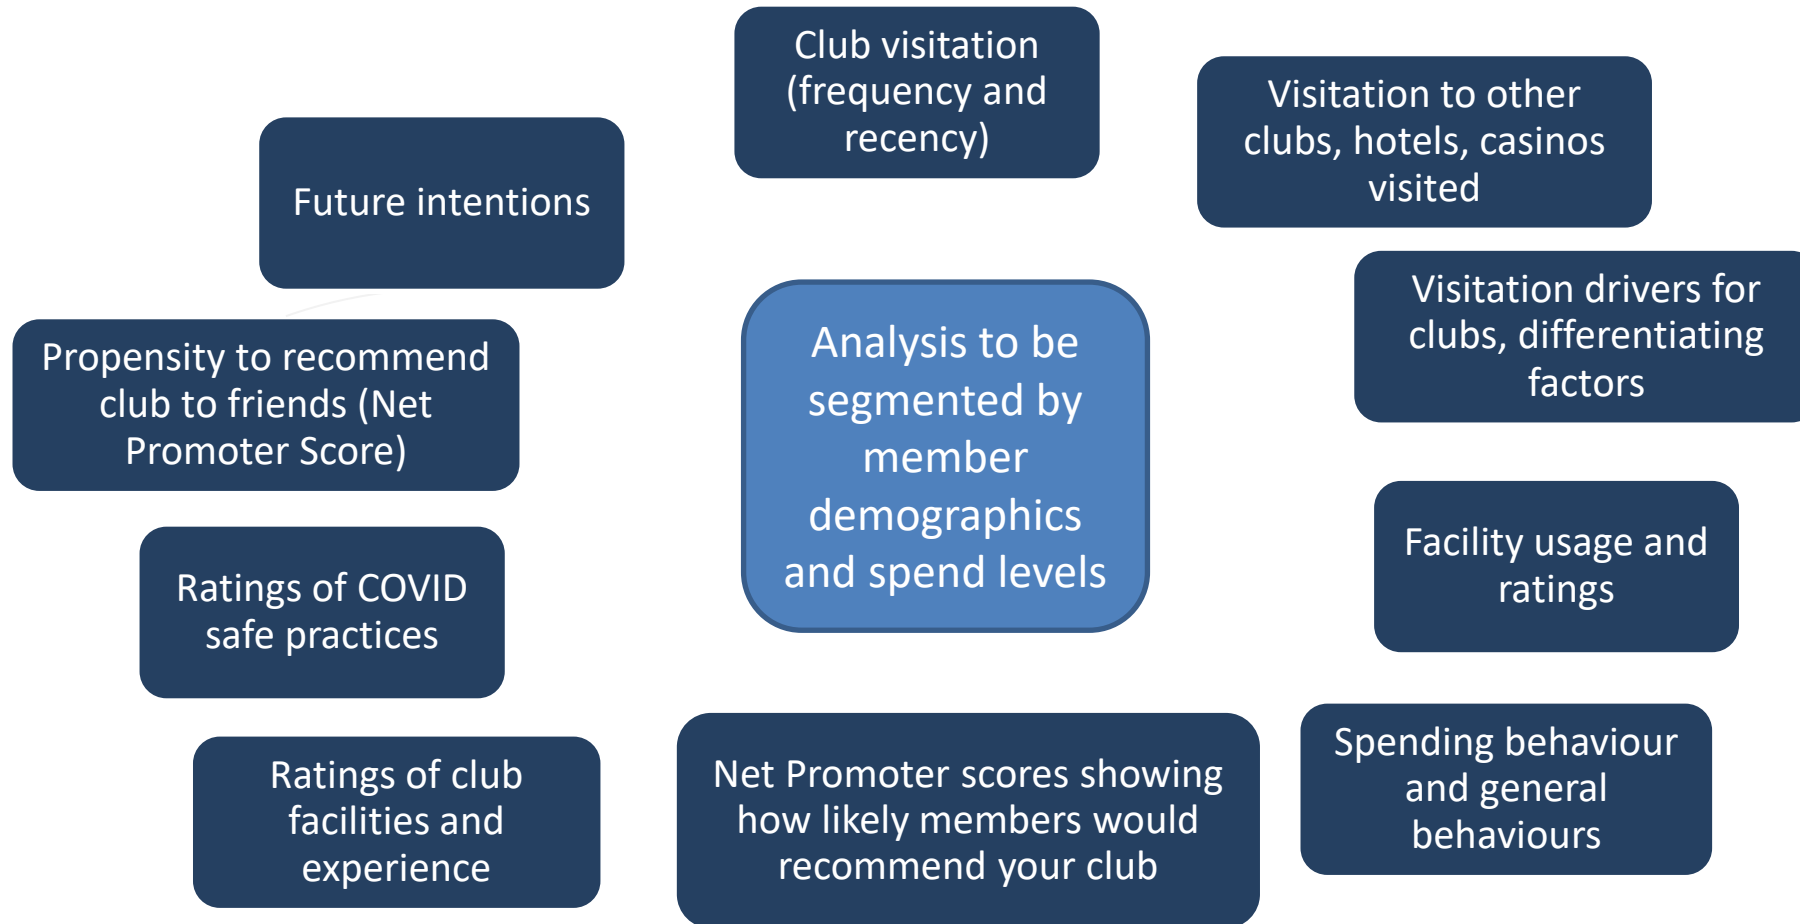 Club visitation
(frequency and
recency)
Visitation to other
clubs, hotels, casinos
visited
Visitation drivers for
clubs, differentiating
factors
Facility usage and
ratings
Spending behaviour
and general
behaviours
Net Promoter scores showing
how likely members would
recommend your club
Ratings of club
facilities and
experience
Ratings of COVID
safe practices
Propensity to recommend
club to friends (Net
Promoter Score)
Future intentions
Analysis to be
segmented by
member
demographics
and spend levels